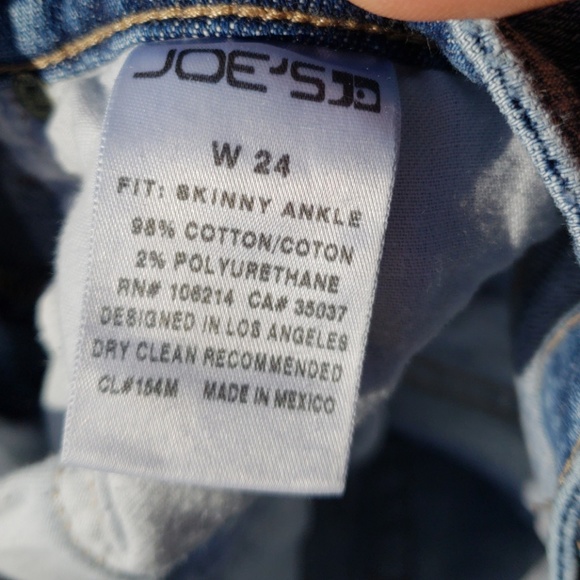 JOE'S JD
W 24
FIT: SKINNY ANKLE
98% COTTON/COTON
2% POLYURETHANE
RN# 106214 CA# 35037
DESIGNED IN LOS ANGELES
DRY CLEAN RECOMMENDED
CL#154M MADE IN MEXICO